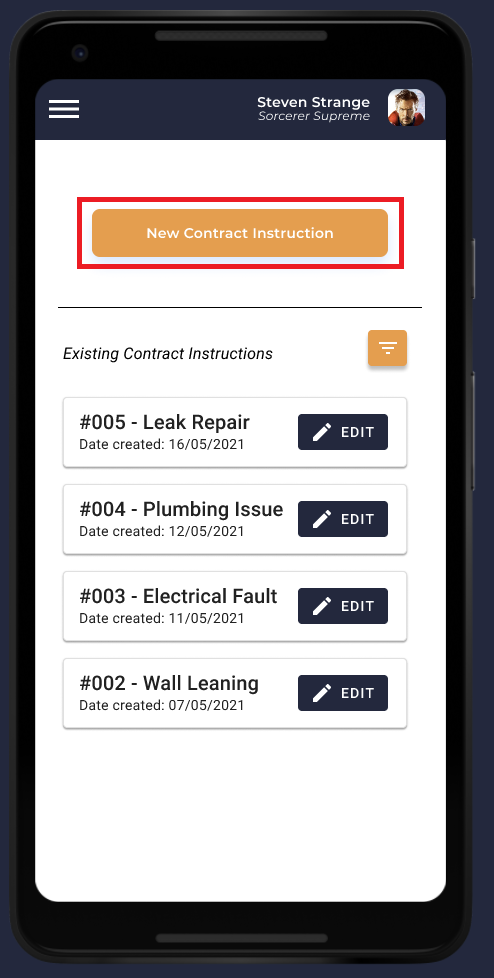 Steven Strange
Sorcerer Supreme
New Contract Instruction
Existing Contract Instructions
#005 - Leak Repair
Date created: 16/05/2021
EDIT
#004 - Plumbing Issue
Date created: 12/05/2021
EDIT
#003 - Electrical Fault
Date created: 11/05/2021
EDIT
#002 - Wall Leaning
Date created: 07/05/2021
EDIT